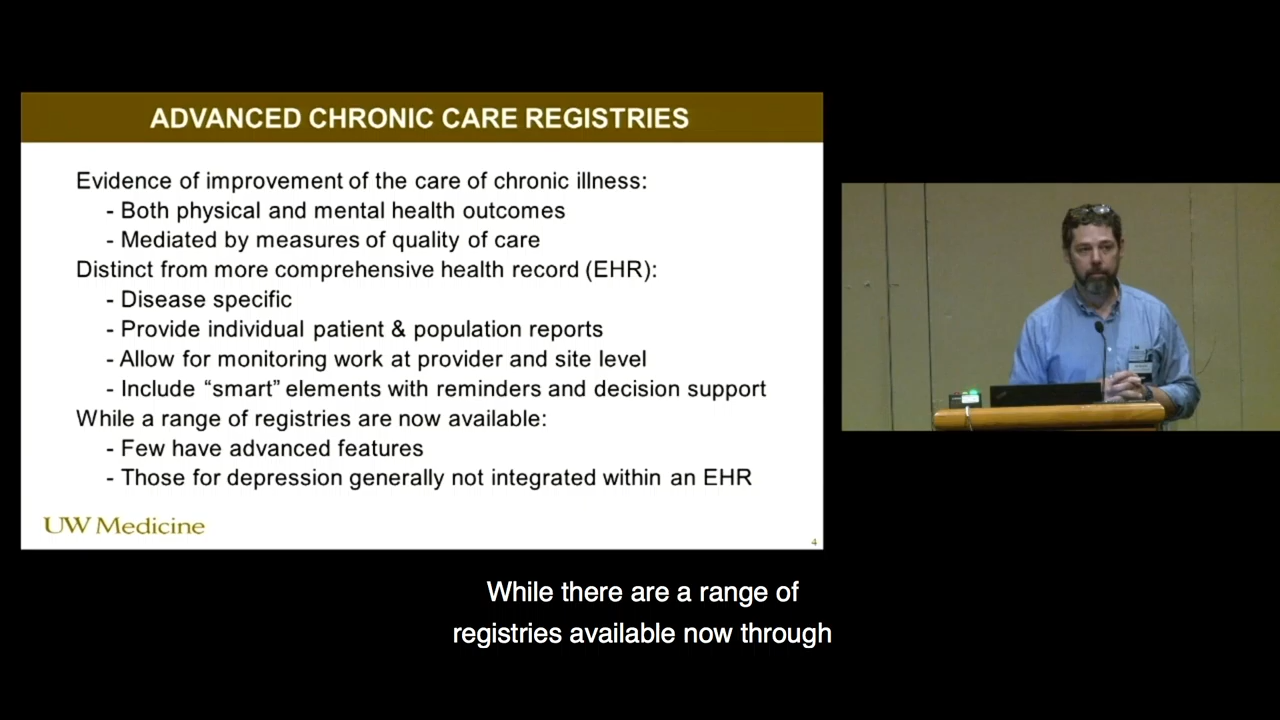 ADVANCED CHRONIC CARE REGISTRIES
Evidence of improvement of the care of chronic illness:
- Both physical and mental health outcomes
- Mediated by measures of quality of care
Distinct from more comprehensive health record (EHR):
- Disease specific
- Provide individual patient & population reports
- Allow for monitoring work at provider and site level
- Include “smart” elements with reminders and decision support
While a range of registries are now available:
- Few have advanced features
- Those for depression generally not integrated within an EHR
UW Medicine
4
While there are a range of
registries available now through